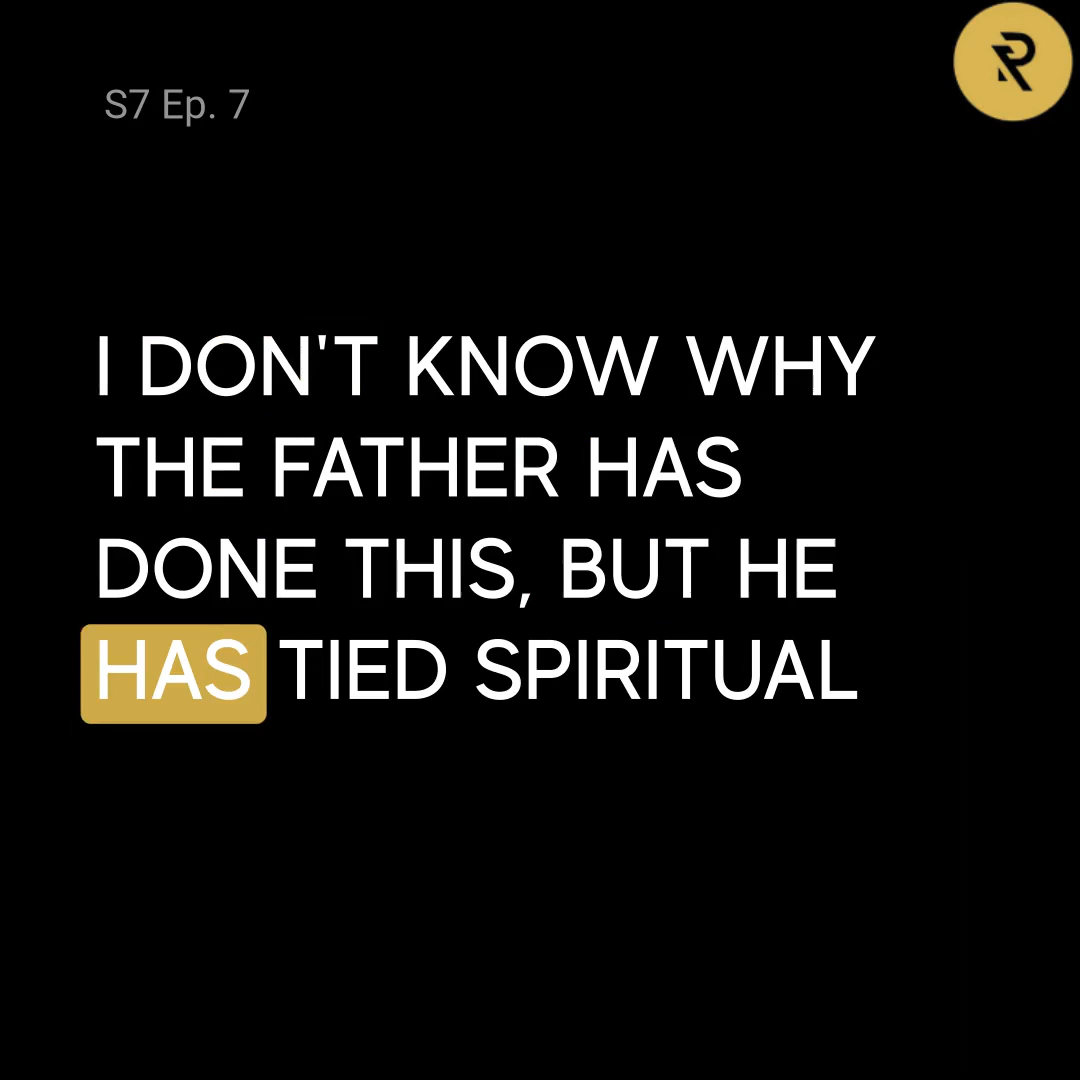 S7 Ep. 7
I DON'T KNOW WHY
THE FATHER HAS
DONE THIS, BUT HE
HAS TIED SPIRITUAL